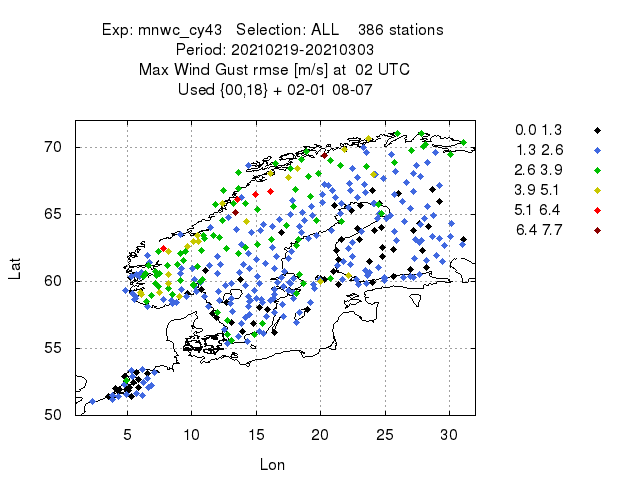 Exp: mnwc_cy43 Selection: ALL 386 stations
Period: 20210219-20210303
Max Wind Gust rmse [m/s] at 02 UTC
Used {00,18} + 02-01 08-07
0.0 1.3
1.3 2.6
2.6 3.9
3.9 5.1
5.1 6.4
6.4 7.7
70
65
60
55
50
Lat
5 10 15 20 25 30
Lon